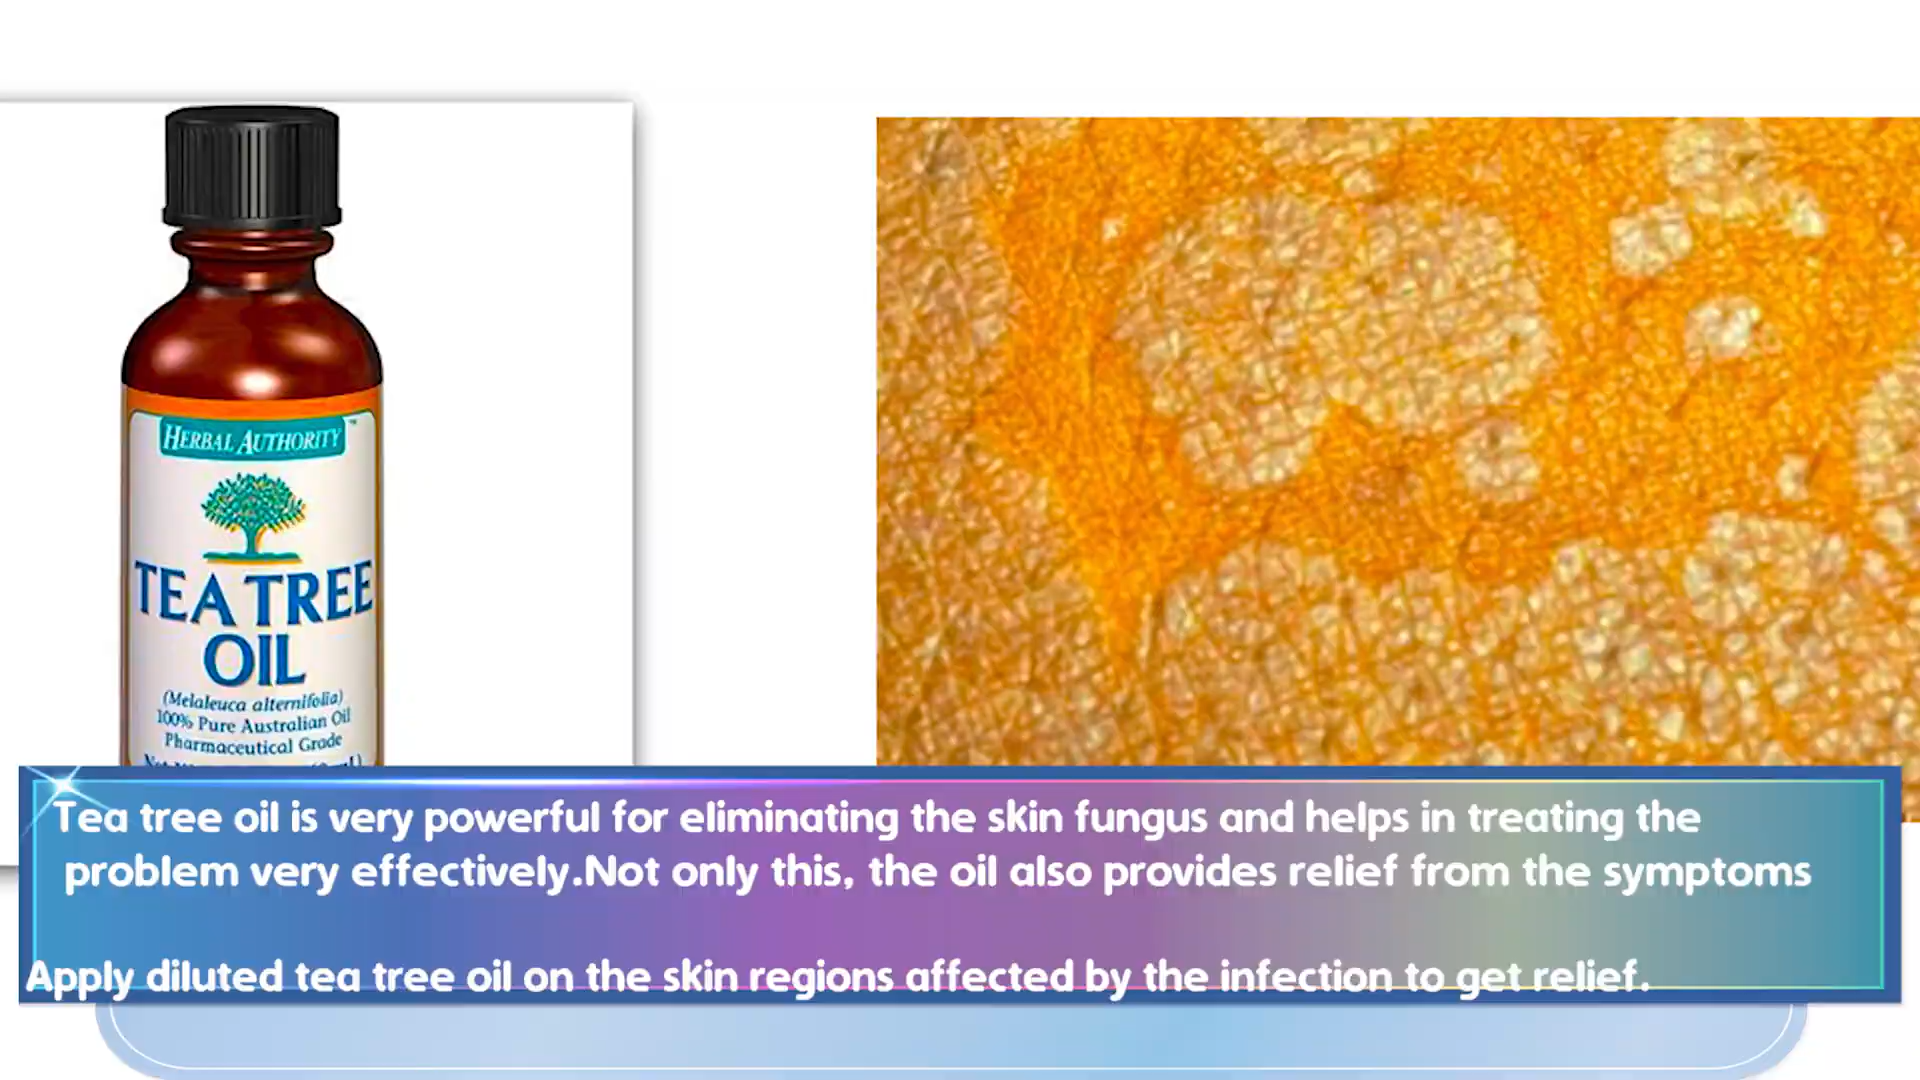 HERBAL AUTHORITY™
TEA TREE
OIL
(Melaleuca alternifolia)
100% Pure Australian Oil
Pharmaceutical Grade
Tea tree oil is very powerful for eliminating the skin fungus and helps in treating the
problem very effectively.Not only this, the oil also provides relief from the symptoms
Apply diluted tea tree oil on the skin regions affected by the infection to get relief.